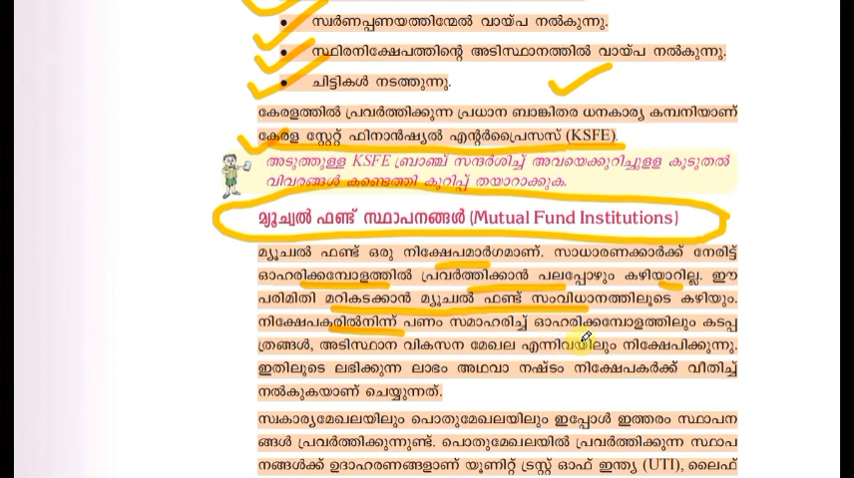 • സ്വർണപ്പണയത്തിന്മേൽ വായ്പ നൽകുന്നു.
• സ്ഥിരനിക്ഷേപത്തിന്റെ അടിസ്ഥാനത്തിൽ വായ്പ നൽകുന്നു.
• ചിട്ടികൾ നടത്തുന്നു.
കേരളത്തിൽ പ്രവർത്തിക്കുന്ന പ്രധാന ബാങ്കിതര ധനകാര്യ കമ്പനിയാണ്
കേരള സ്റ്റേറ്റ് ഫിനാൻഷ്യൽ എന്റർപ്രൈസസ് (KSFE).
അടുത്തുള്ള KSFE ബ്രാഞ്ച് സന്ദർശിച്ച് അവയെക്കുറിച്ചുള്ള കൂടുതൽ
വിവരങ്ങൾ കണ്ടെത്തി കുറിപ്പ് തയാറാക്കുക.
മ്യൂച്വൽ ഫണ്ട് സ്ഥാപനങ്ങൾ (Mutual Fund Institutions)
മ്യൂച്വൽ ഫണ്ട് ഒരു നിക്ഷേപമാർഗമാണ്. സാധാരണക്കാർക്ക് നേരിട്ട്
ഓഹരിക്കമ്പോളത്തിൽ പ്രവർത്തിക്കാൻ പലപ്പോഴും കഴിയാറില്ല. ഈ
പരിമിതി മറികടക്കാൻ മ്യൂച്വൽ ഫണ്ട് സംവിധാനത്തിലൂടെ കഴിയും.
നിക്ഷേപകരിൽനിന്ന് പണം സമാഹരിച്ച് ഓഹരിക്കമ്പോളത്തിലും കടപ്പ
ത്രങ്ങൾ, അടിസ്ഥാന വികസന മേഖല എന്നിവയിലും നിക്ഷേപിക്കുന്നു.
ഇതിലൂടെ ലഭിക്കുന്ന ലാഭം അഥവാ നഷ്ടം നിക്ഷേപകർക്ക് വീതിച്ച്
നൽകുകയാണ് ചെയ്യുന്നത്.
സ്വകാര്യമേഖലയിലും പൊതുമേഖലയിലും ഇപ്പോൾ ഇത്തരം സ്ഥാപന
ങ്ങൾ പ്രവർത്തിക്കുന്നുണ്ട്. പൊതുമേഖലയിൽ പ്രവർത്തിക്കുന്ന സ്ഥാപ
നങ്ങൾക്ക് ഉദാഹരണങ്ങളാണ് യൂണിറ്റ് ട്രസ്റ്റ് ഓഫ് ഇന്ത്യ (UTI), ലൈഫ്